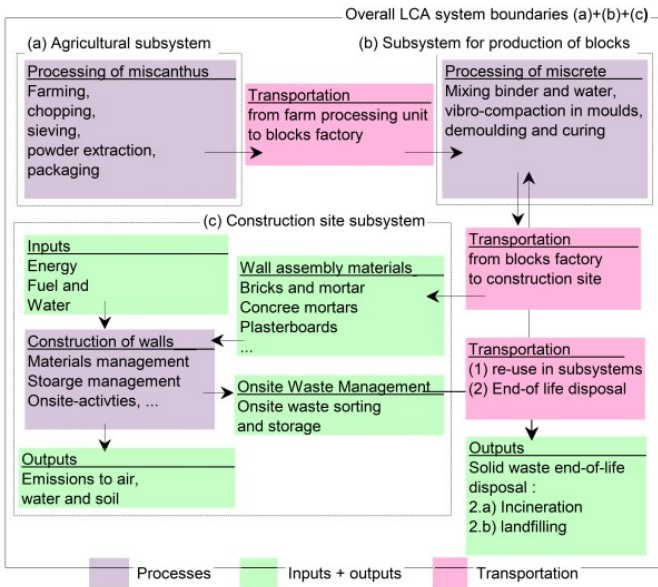 Overall LCA system boundaries (a)+(b)+(c)
(a) Agricultural subsystem
(b) Subsystem for production of blocks
Processing of miscanthus
Farming,
chopping,
sieving,
powder extraction,
packaging
Transportation
from farm processing unit
to blocks factory
Processing of miscrete
Mixing binder and water,
vibro-compaction in moulds,
demoulding and curing
(c) Construction site subsystem
Inputs
Energy
Fuel and
Water
Wall assembly materials
Bricks and mortar
Concree mortars
Plasterboards
...
Transportation
from blocks factory
to construction site
Construction of walls
Materials management
Stoarge management
Onsite-activties, ...
Onsite Waste Management
Onsite waste sorting
and storage
Transportation
(1) re-use in subsystems
(2) End-of life disposal
Outputs
Emissions to air,
water and soil
Outputs
Solid waste end-of-life
disposal :
2.a) Incineration
2.b) landfilling
Processes
Inputs + outputs
Transportation